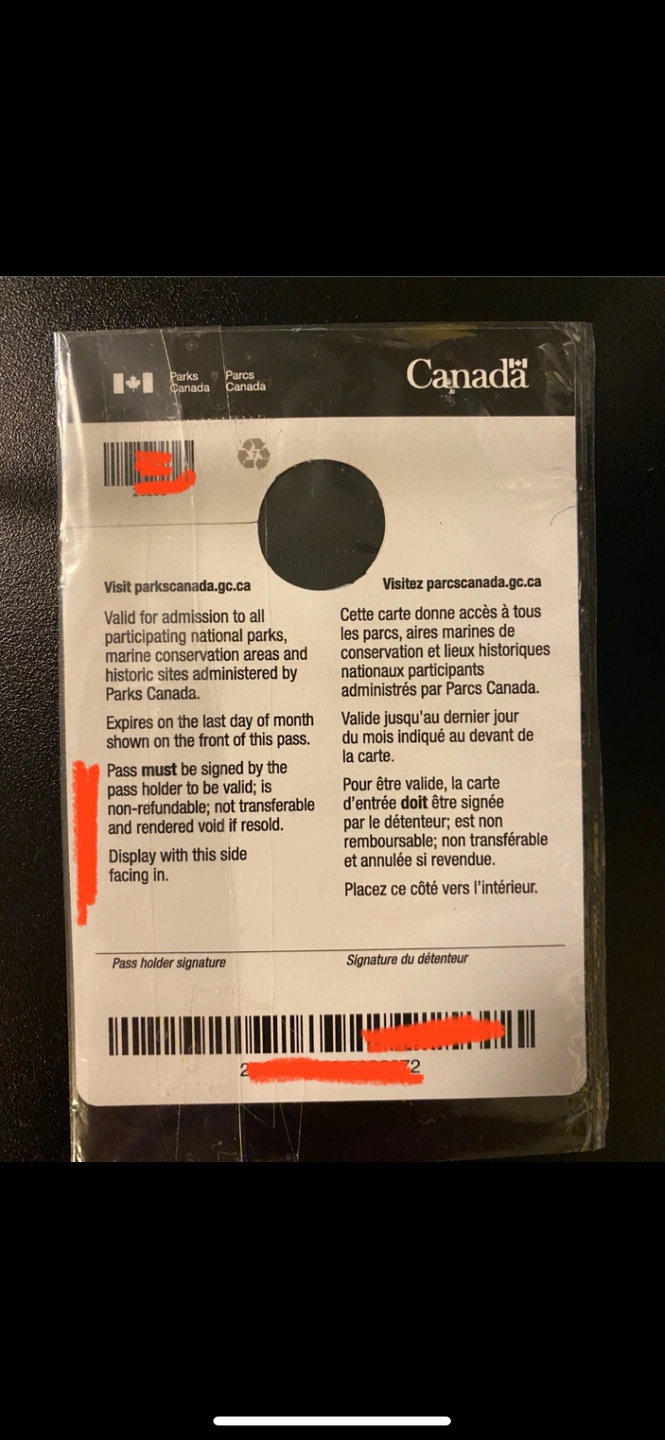 Parks Canada
Parcs Canada
Canada
Visit parkscanada.gc.ca
Valid for admission to all
participating national parks,
marine conservation areas and
historic sites administered by
Parks Canada.
Expires on the last day of month
shown on the front of this pass.
Pass must be signed by the
pass holder to be valid; is
non-refundable; not transferable
and rendered void if resold.
Display with this side
facing in.
Visitez parcscanada.gc.ca
Cette carte donne accès à tous
les parcs, aires marines de
conservation et lieux historiques
nationaux participants
administrés par Parcs Canada.
Valide jusqu'au dernier jour
du mois indiqué au devant de
la carte.
Pour être valide, la carte
d'entrée doit être signée
par le détenteur; est non
remboursable; non transférable
et annulée si revendue.
Placez ce côté vers l'intérieur.
Pass holder signature
Signature du détenteur